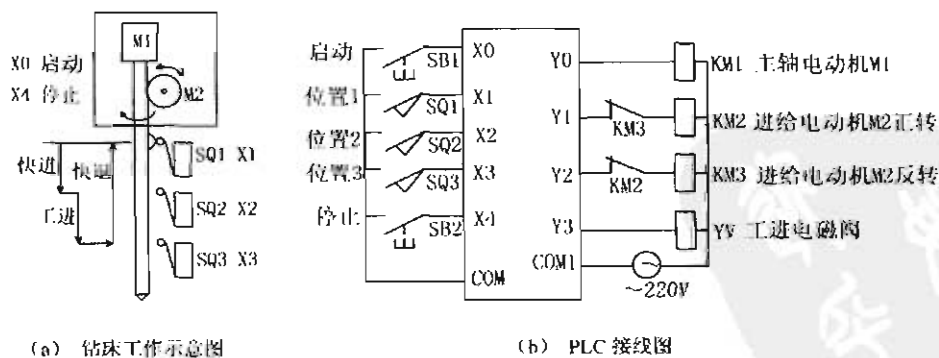 M1
X0 启动
X4 停止
M2
快进
快退
工进
SQ1 X1
SQ2 X2
SQ3 X3
(a) 钻床工作示意图
启动
SB1
X0
位置1
SQ1
X1
位置2
SQ2
X2
位置3
SQ3
X3
停止
SB2
X4
COM
Y0
KM1 主轴电动机M1
Y1
KM3
KM2 进给电动机M2正转
Y2
KM2
KM3 进给电动机M2反转
Y3
YV 工进电磁阀
COM1
～220V
(b) PLC 接线图